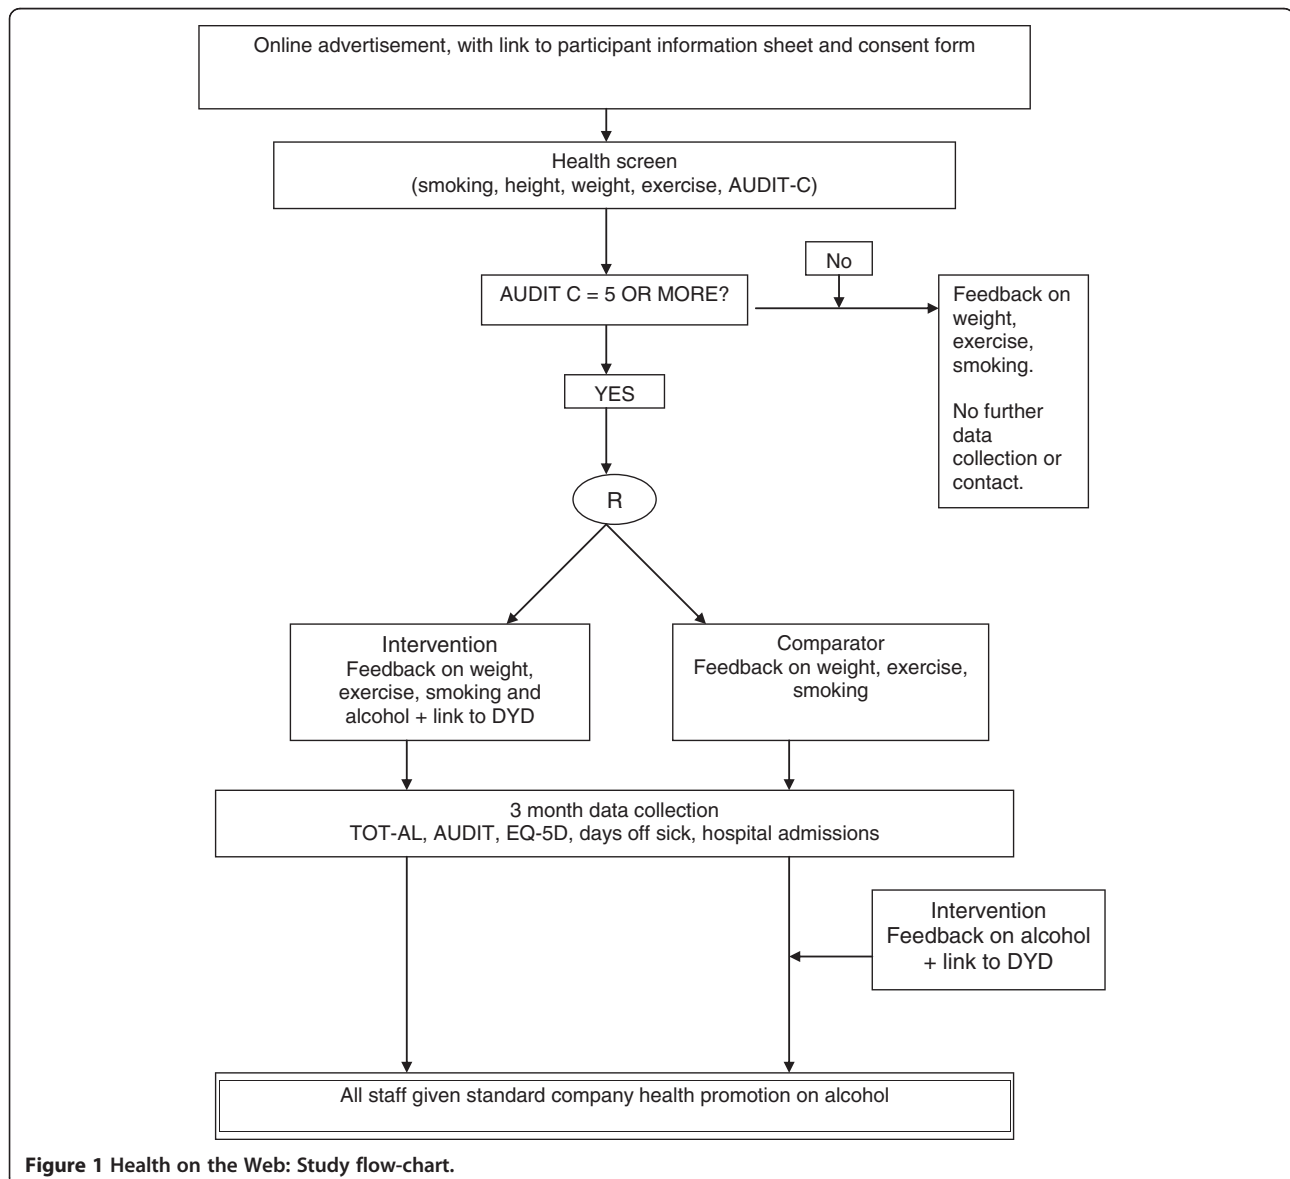 Online advertisement, with link to participant information sheet and consent form
Health screen
(smoking, height, weight, exercise, AUDIT-C)
No
AUDIT C = 5 OR MORE?
Feedback on
weight,
exercise,
smoking.
No further
data
collection or
contact.
YES
R
Intervention
Feedback on weight,
exercise, smoking and
alcohol + link to DYD
Comparator
Feedback on weight, exercise,
smoking
3 month data collection
TOT-AL, AUDIT, EQ-5D, days off sick, hospital admissions
Intervention
Feedback on alcohol
+ link to DYD
All staff given standard company health promotion on alcohol
Figure 1 Health on the Web: Study flow-chart.